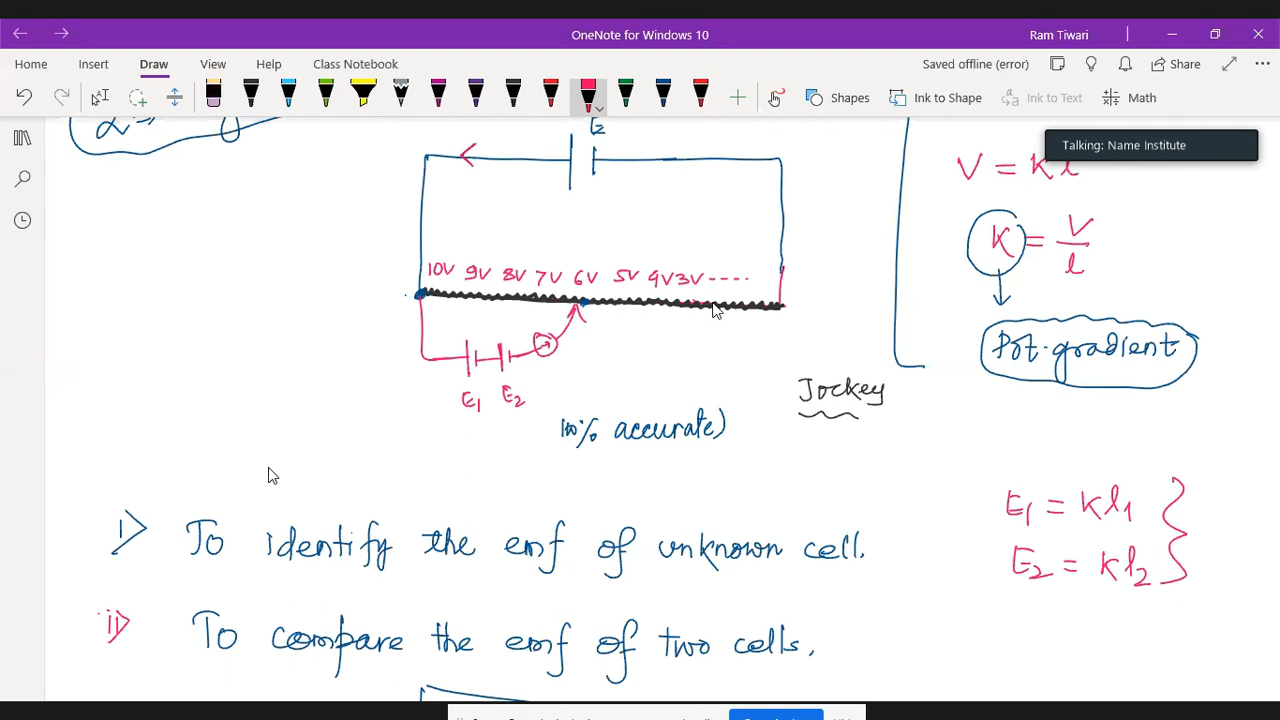 OneNote for Windows 10
Ram Tiwari
Home Insert Draw View Help Class Notebook
Saved offline (error) Share
Shapes Ink to Shape Ink to Text Math
Talking: Name Institute
V = Kl
K = V/l
10V 9V 8V 7V 6V 5V 4V 3V ----
Pot. gradient
E1 E2
Jockey
100% accurate)
E1 = Kl1
i) To identify the emf of unknown cell.
E2 = Kl2
ii) To compare the emf of two cells.